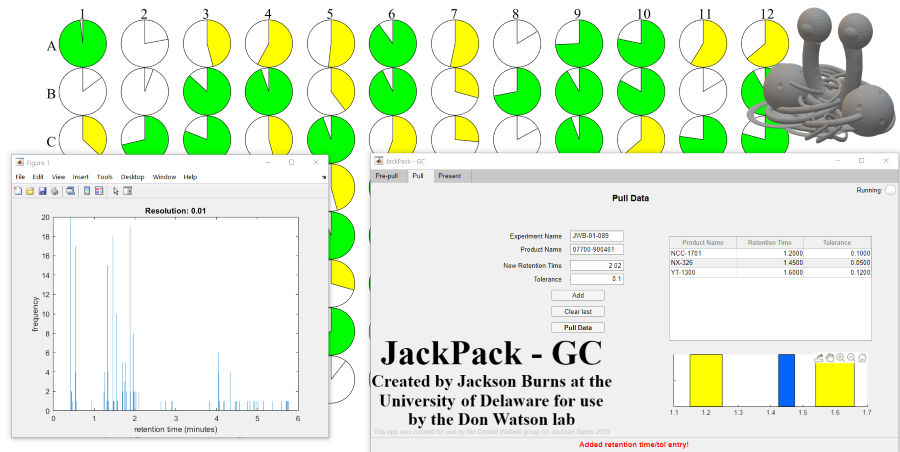 1 2 3 4 5 6 7 8 9 10 11 12
A
B
C
Figure 1
File Edit View Insert Tools Desktop Window Help
Resolution: 0.01
frequency
20
18
16
14
12
10
8
6
4
2
0
0 1 2 3 4 5 6
retention time (minutes)
JackPack - GC
Pre-pull Pull Present
Running:
Pull Data
Experiment Name JWB-01-089
Product Name 07700-900461
New Retention Time 2.02
Tolerance 0.1
Add
Clear last
Pull Data
Product Name Retention Time Tolerance
NCC-1701 1.2000 0.1000
NX-326 1.4500 0.0500
YT-1300 1.6000 0.1200
1.1 1.2 1.3 1.4 1.5 1.6 1.7
JackPack - GC
Created by Jackson Burns at the
University of Delaware for use
by the Don Watson lab
This app was created for use by the Donald Watson group (c) Jackson Burns 2019
Added retention time/tol entry!